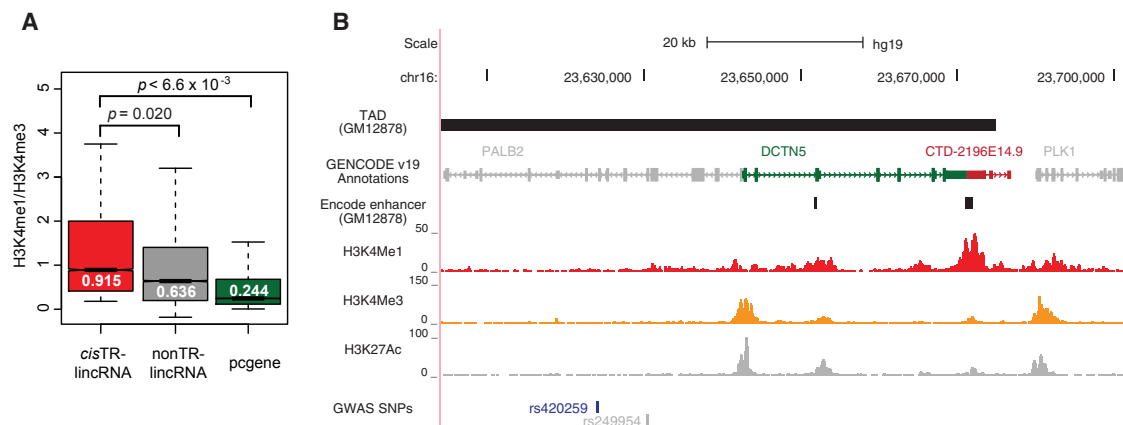 A
H3K4me1/H3K4me3
5
4
3
2
1
0
p < 6.6 x 10-3
p = 0.020
0.915
0.636
0.244
cisTR-
lincRNA
nonTR-
lincRNA
pcgene
B
Scale
20 kb
hg19
chr16:
23,630,000
23,650,000
23,670,000
23,700,000
TAD
(GM12878)
PALB2
DCTN5
CTD-2196E14.9
PLK1
GENCODE v19
Annotations
Encode enhancer
(GM12878)
50
H3K4Me1
0
150
H3K4Me3
0
100
H3K27Ac
0
GWAS SNPs
rs420259
rs249954